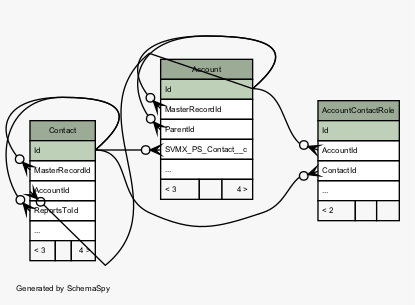 Account
Id
MasterRecordId
ParentId
SVMX_PS_Contact__c
...
< 3 4 >
AccountContactRole
Id
AccountId
ContactId
...
< 2
Contact
Id
MasterRecordId
AccountId
ReportsToId
...
< 3 4 >
Generated by SchemaSpy